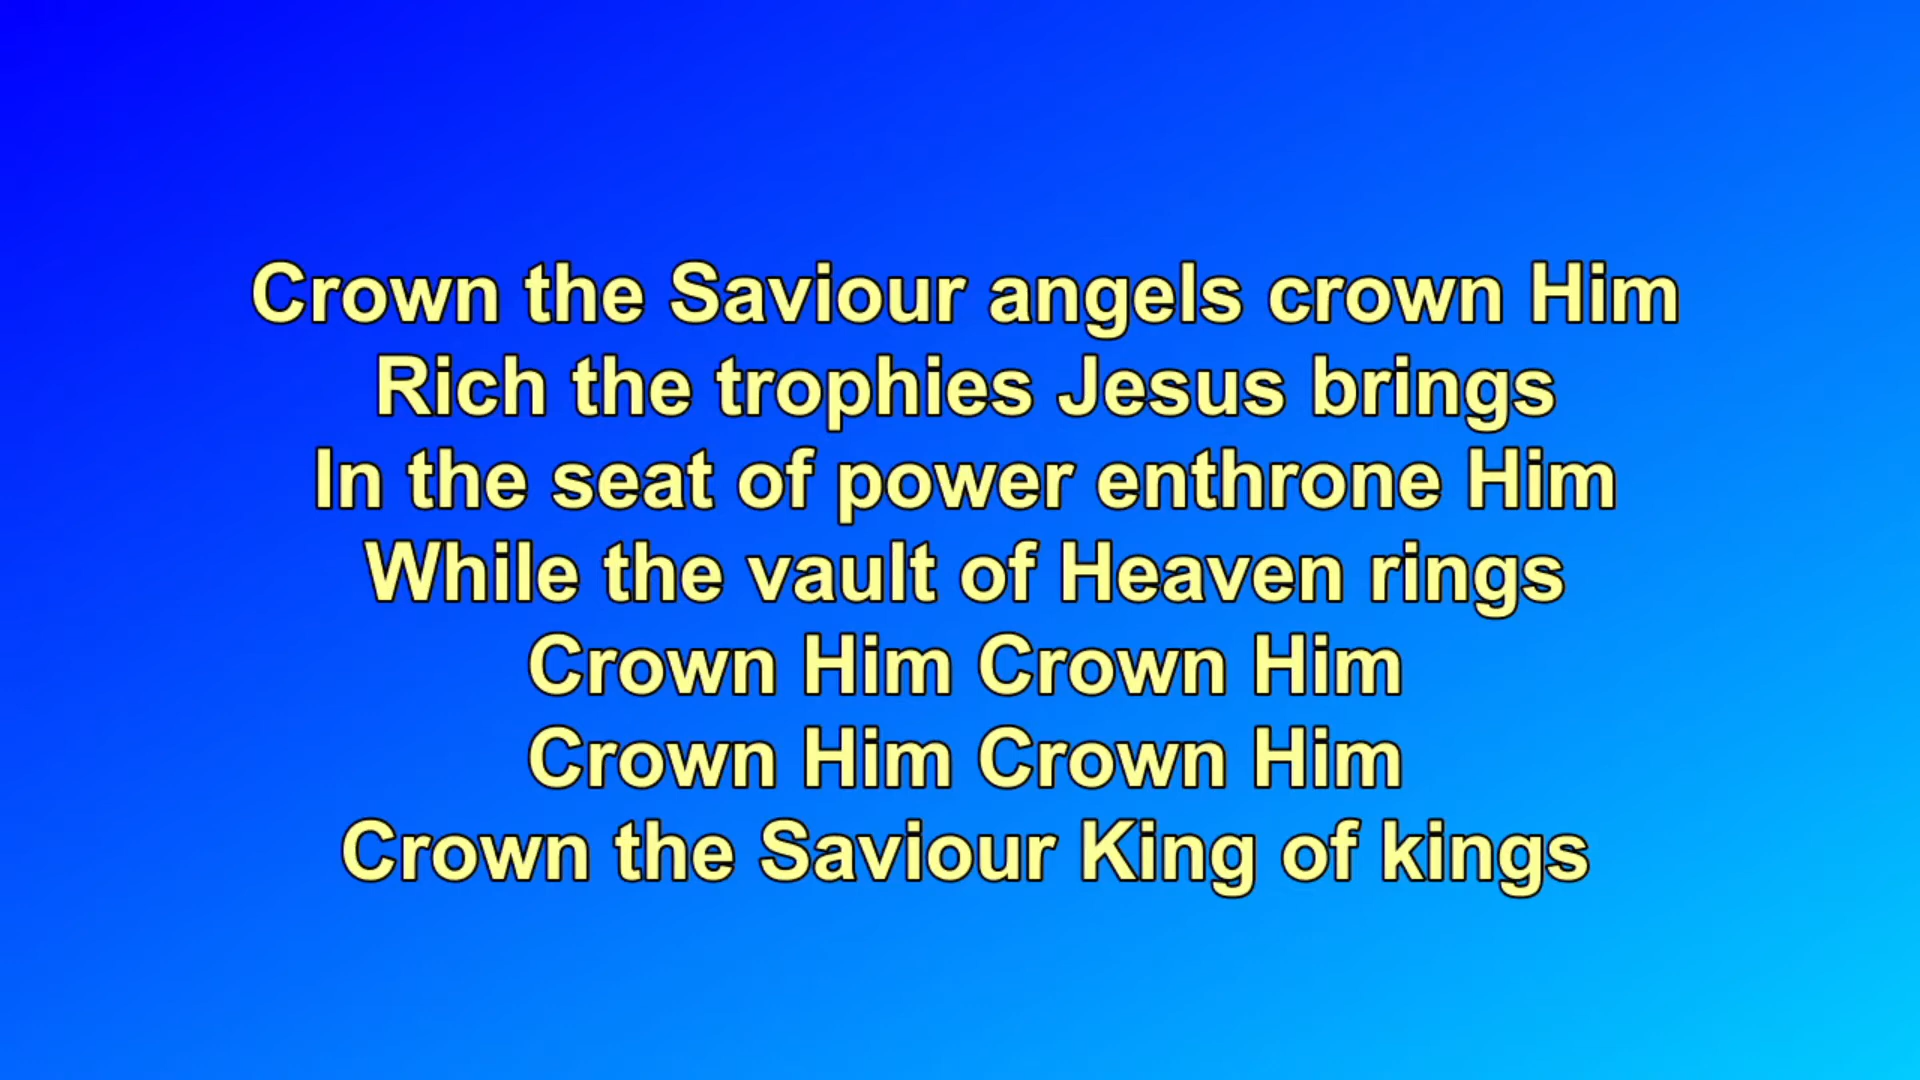 Crown the Saviour angels crown Him
Rich the trophies Jesus brings
In the seat of power enthrone Him
While the vault of Heaven rings
Crown Him Crown Him
Crown Him Crown Him
Crown the Saviour King of kings